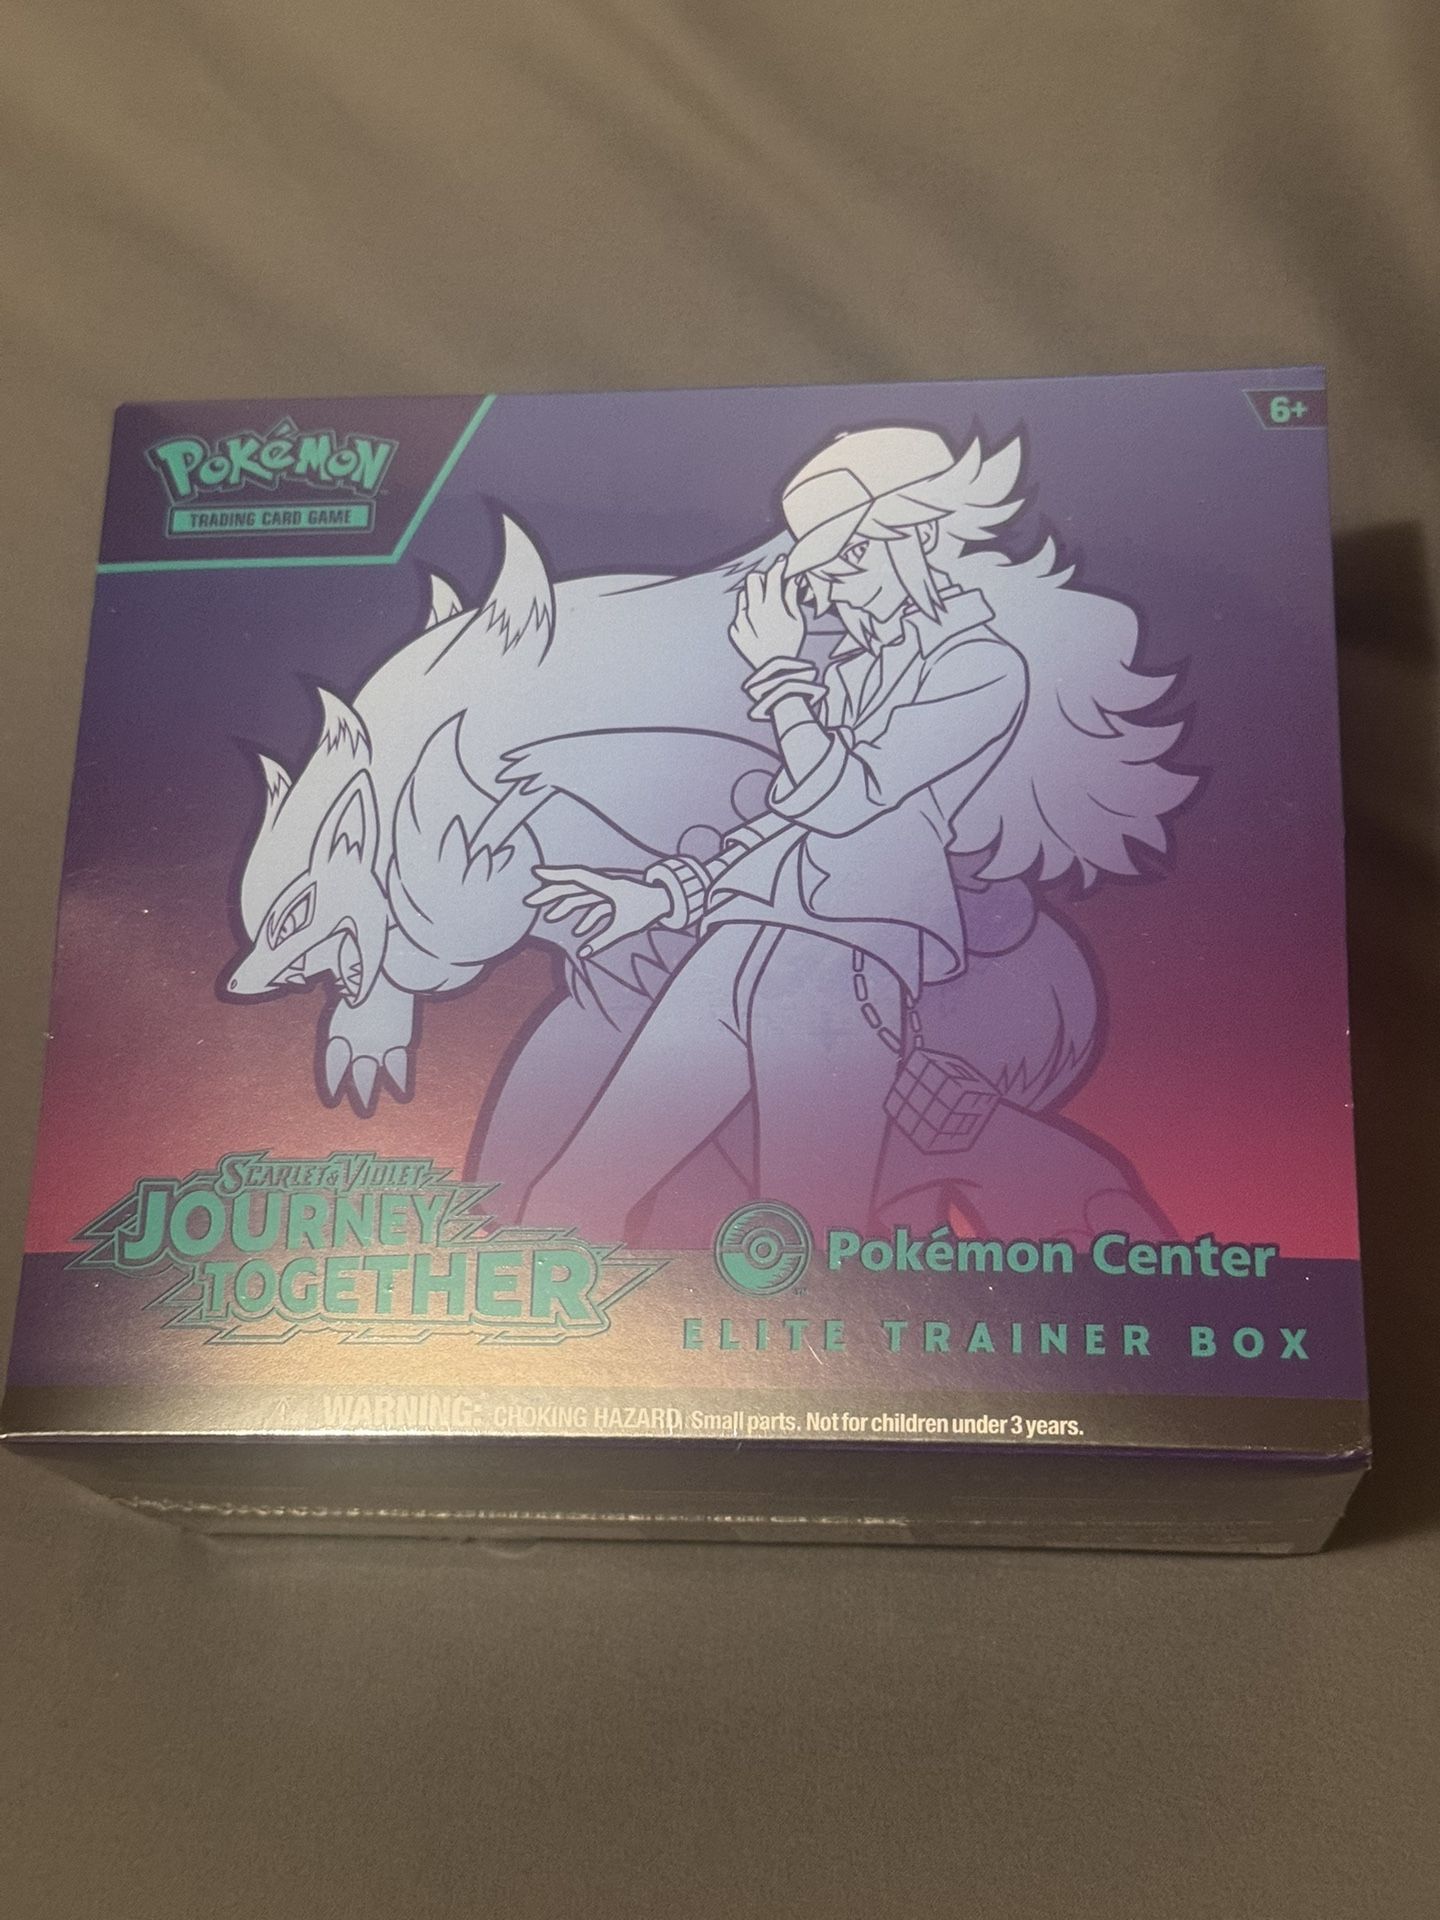 POKéMON
TRADING CARD GAME
6+
SCARLET & VIOLET
JOURNEY
TOGETHER
Pokémon Center
ELITE TRAINER BOX
WARNING: CHOKING HAZARD. Small parts. Not for children under 3 years.